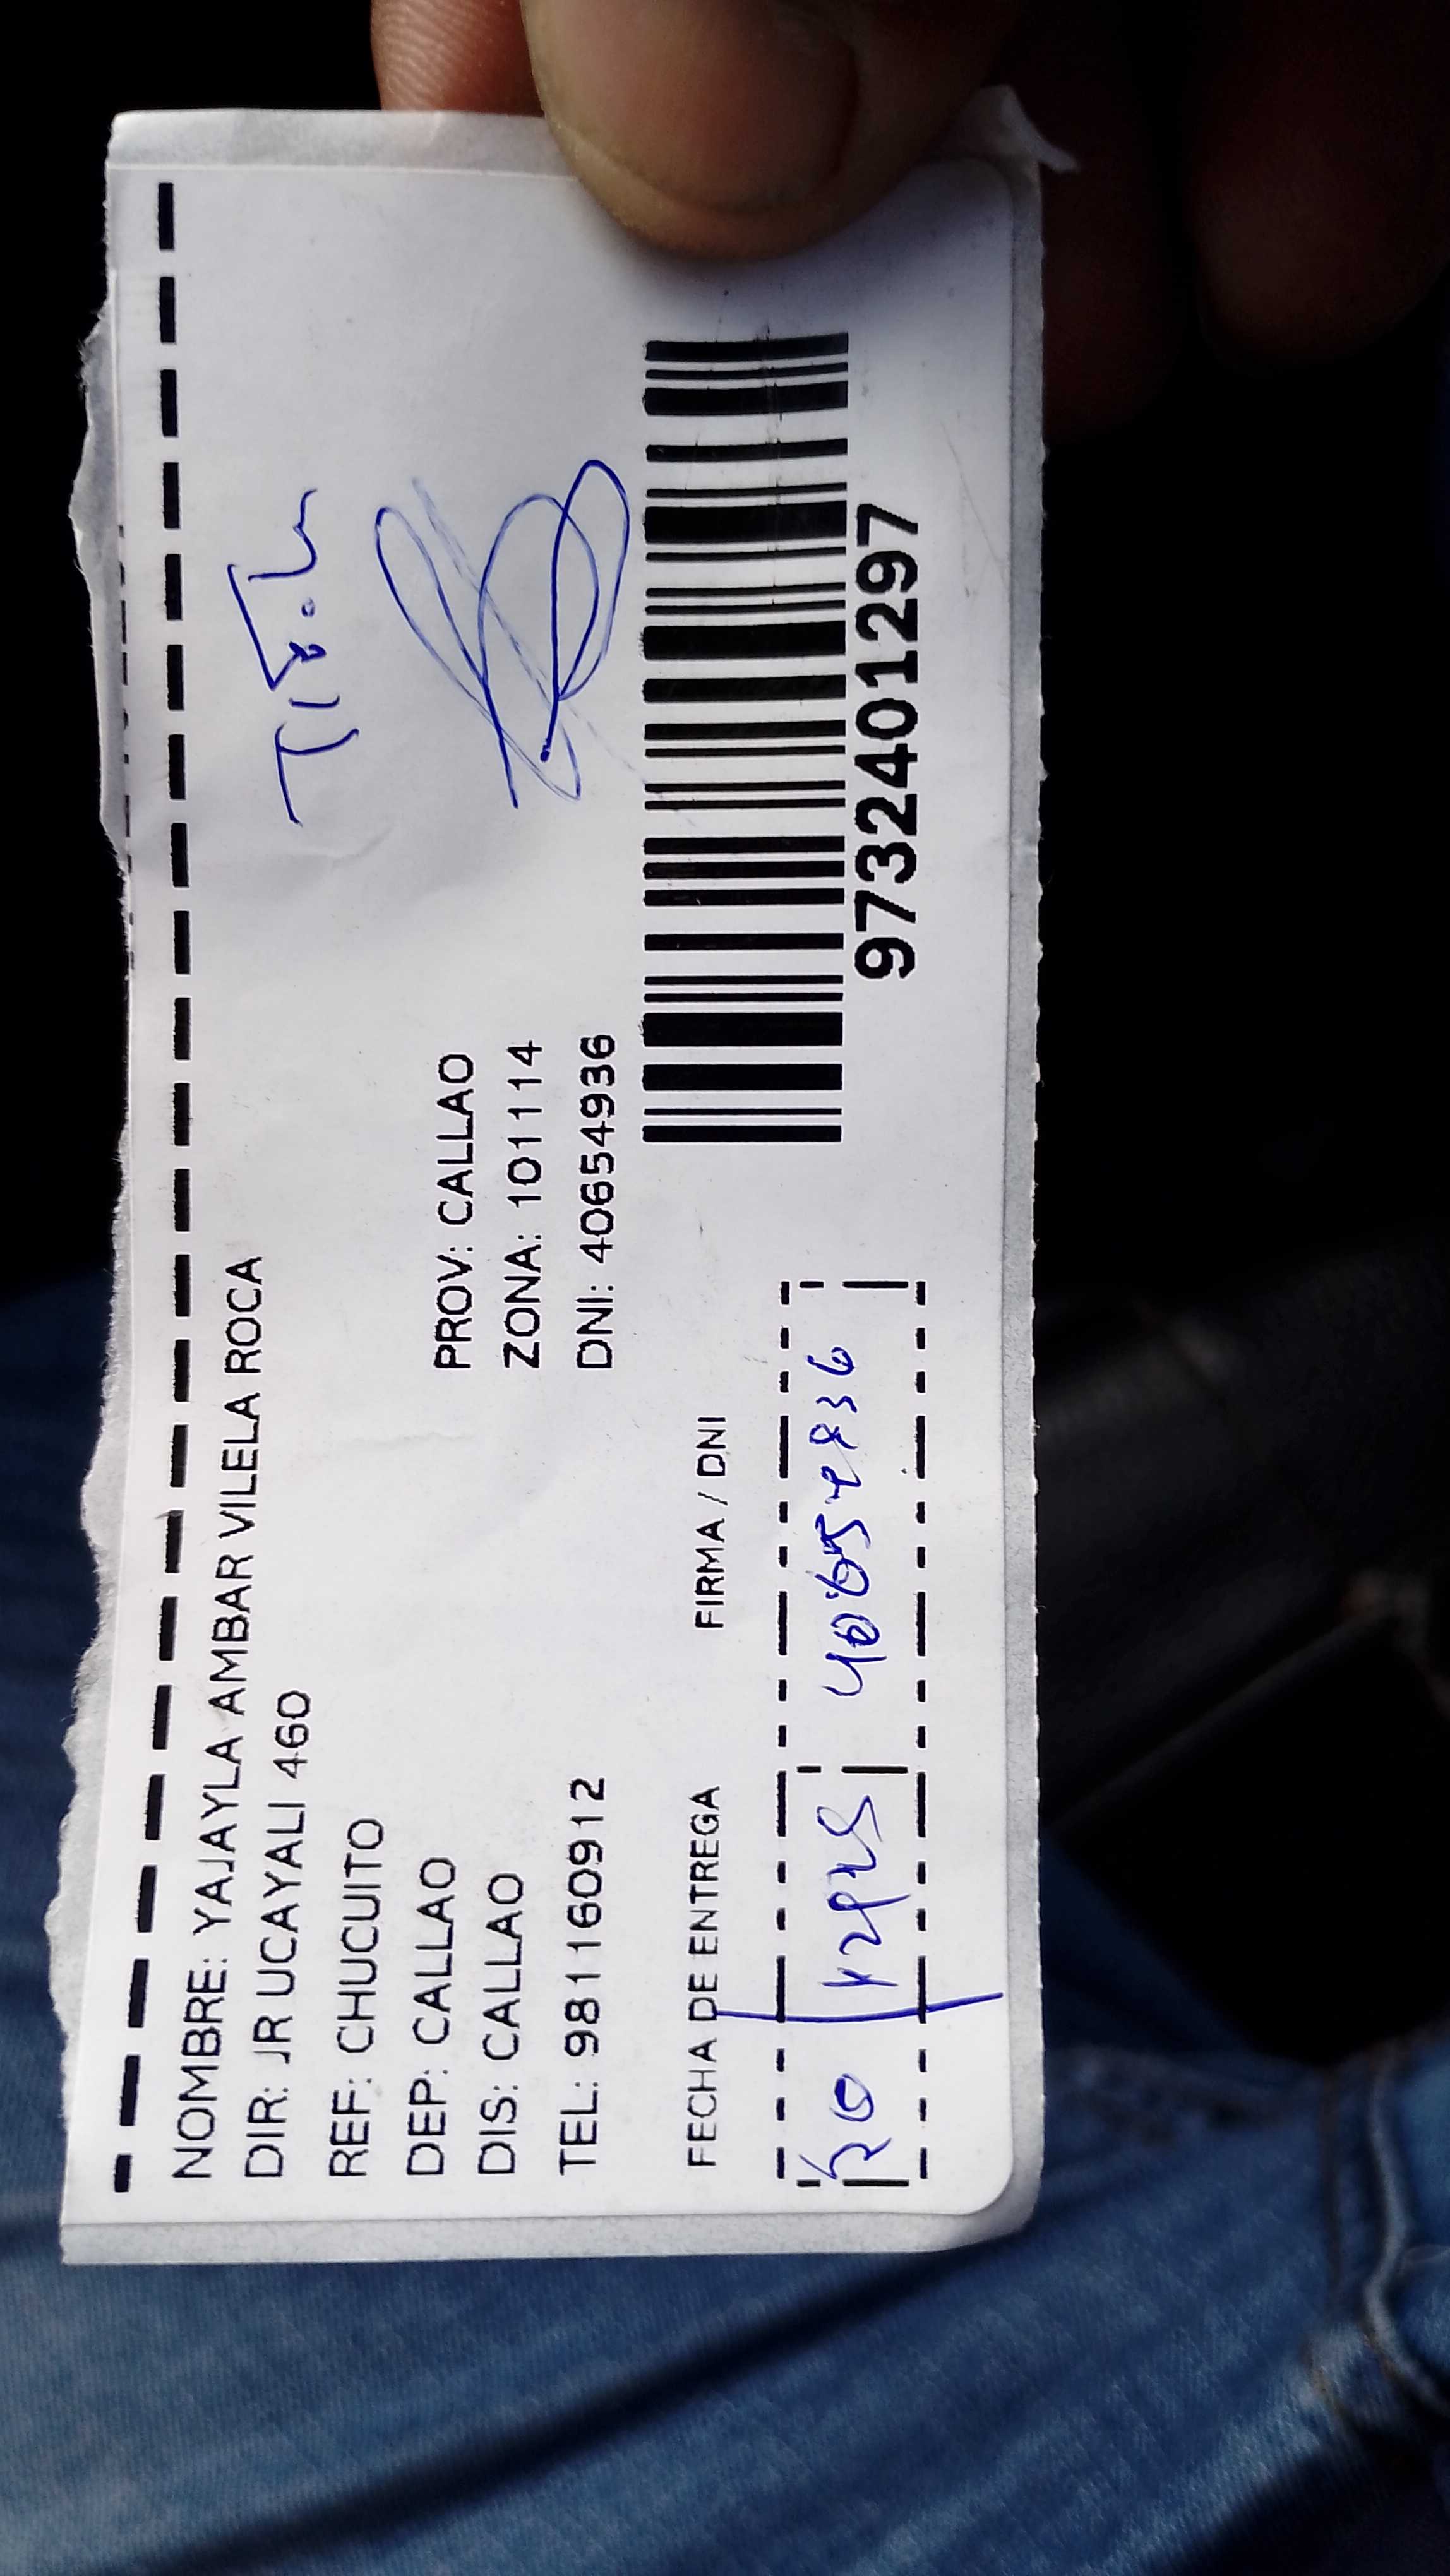 NOMBRE: YAJAYLA AMBAR VILELA ROCA
DIR: JR UCAYALI 460
REF: CHUCUITO
DEP: CALLAO
PROV: CALLAO
DIS: CALLAO
ZONA: 101114
TEL: 981160912
DNI: 40654936
FECHA DE ENTREGA
FIRMA / DNI
40654936
9732401297